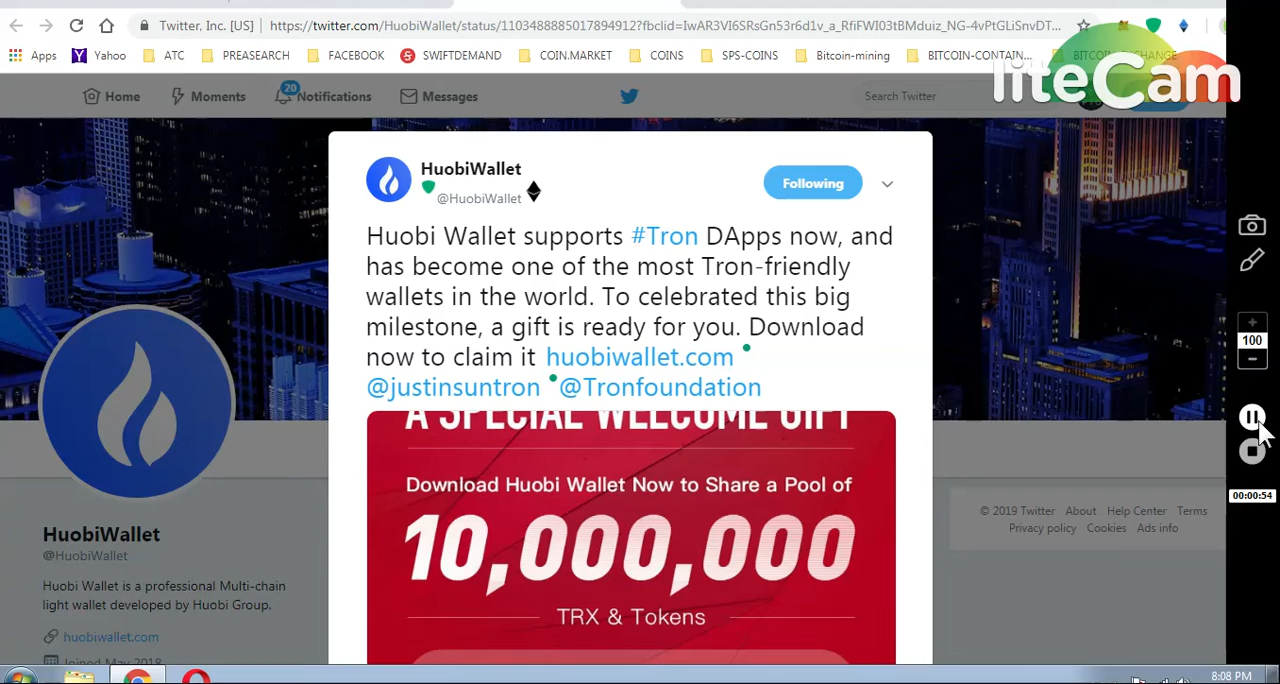 Twitter, Inc. [US] https://twitter.com/HuobiWallet/status/1103488885017894912?fbclid=IwAR3VI6SRsGn53r6d1v_a_RfiFWI03tBMduiz_NG-4vPtGLiSnvDT...
Apps Yahoo ATC PREASEARCH FACEBOOK SWIFTDEMAND COIN.MARKET COINS SPS-COINS Bitcoin-mining BITCOIN-CONTAIN... BITCOIN-EXCHANGE
liteCam
Home Moments 20 Notifications Messages Search Twitter
HuobiWallet
@HuobiWallet
Following
Huobi Wallet supports #Tron DApps now, and
has become one of the most Tron-friendly
wallets in the world. To celebrated this big
milestone, a gift is ready for you. Download
now to claim it huobiwallet.com
@justinsuntron @Tronfoundation
A SPECIAL WELCOME GIFT
Download Huobi Wallet Now to Share a Pool of
10,000,000
TRX & Tokens
HuobiWallet
@HuobiWallet
Huobi Wallet is a professional Multi-chain
light wallet developed by Huobi Group.
huobiwallet.com
Joined May 2018
© 2019 Twitter About Help Center Terms
Privacy policy Cookies Ads info
100
00:00:54
8:08 PM